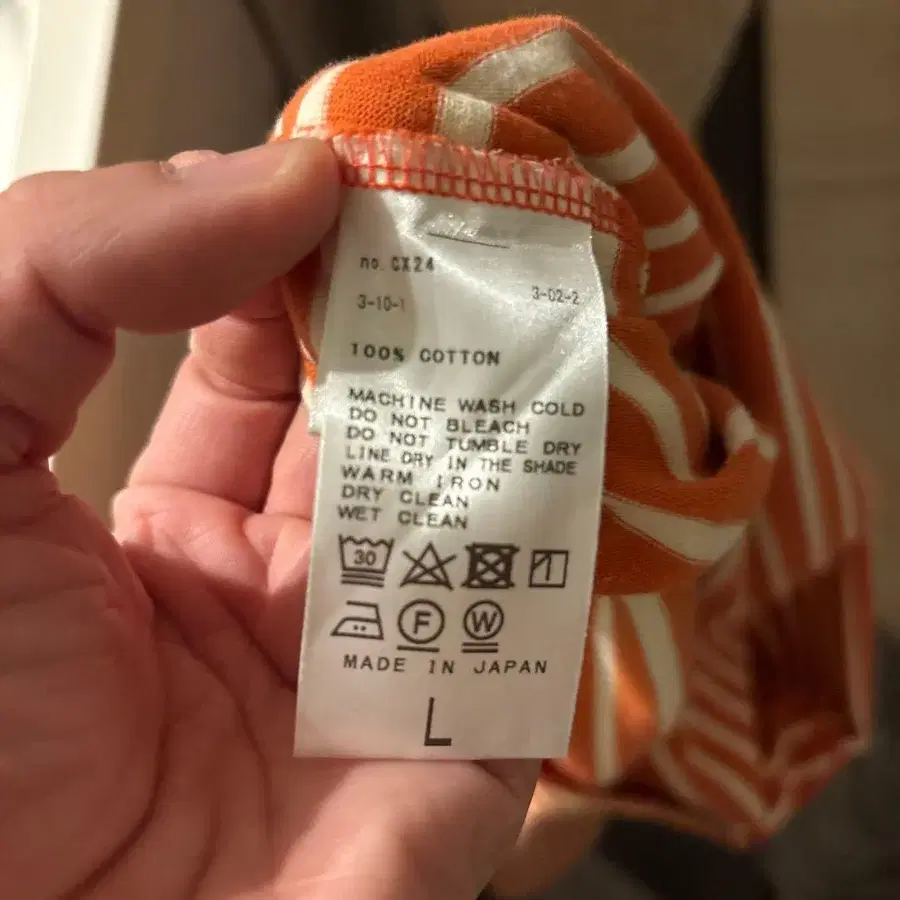 no. CX24
3-10-1 3-02-2
100% COTTON
MACHINE WASH COLD
DO NOT BLEACH
DO NOT TUMBLE DRY
LINE DRY IN THE SHADE
WARM IRON
DRY CLEAN
WET CLEAN
30
F W
MADE IN JAPAN
L